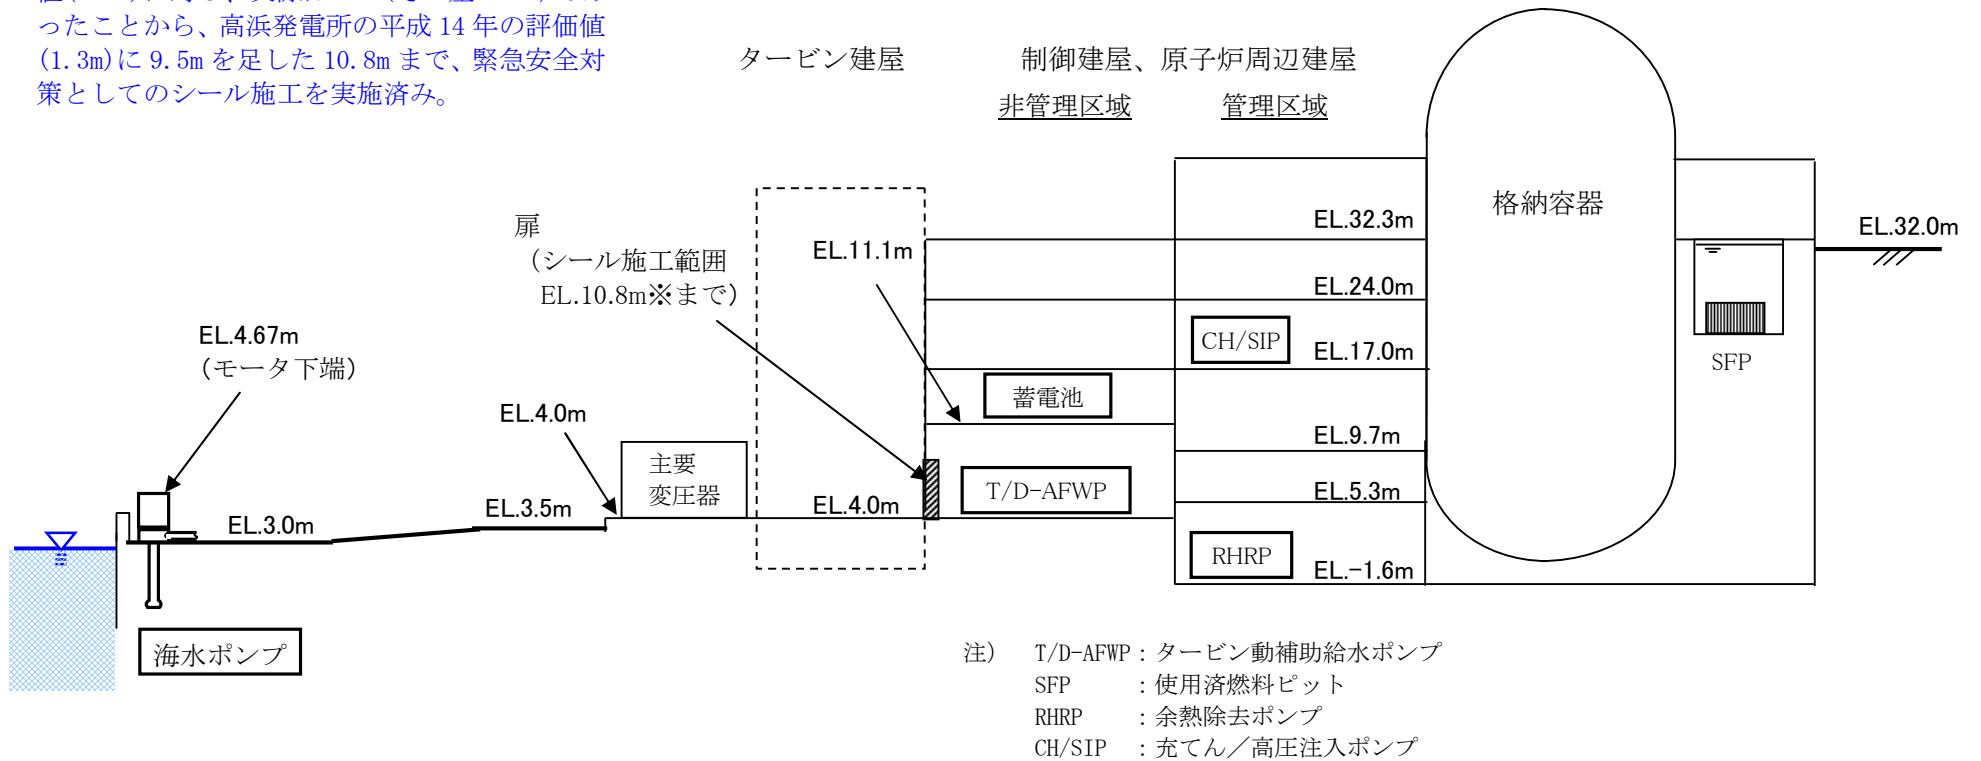 ったことから、高浜発電所の平成 14 年の評価値
(1.3m)に 9.5m を足した 10.8m まで、緊急安全対
策としてのシール施工を実施済み。
タービン建屋
制御建屋、原子炉周辺建屋
非管理区域
管理区域
格納容器
EL.32.3m
EL.32.0m
扉
(シール施工範囲
EL.10.8m※まで)
EL.11.1m
EL.24.0m
EL.4.67m
(モータ下端)
CH/SIP
EL.17.0m
SFP
蓄電池
EL.4.0m
EL.9.7m
主要
変圧器
T/D-AFWP
EL.5.3m
EL.3.0m
EL.3.5m
EL.4.0m
RHRP
EL.-1.6m
海水ポンプ
注) T/D-AFWP:タービン動補助給水ポンプ
SFP :使用済燃料ピット
RHRP :余熱除去ポンプ
CH/SIP :充てん/高圧注入ポンプ